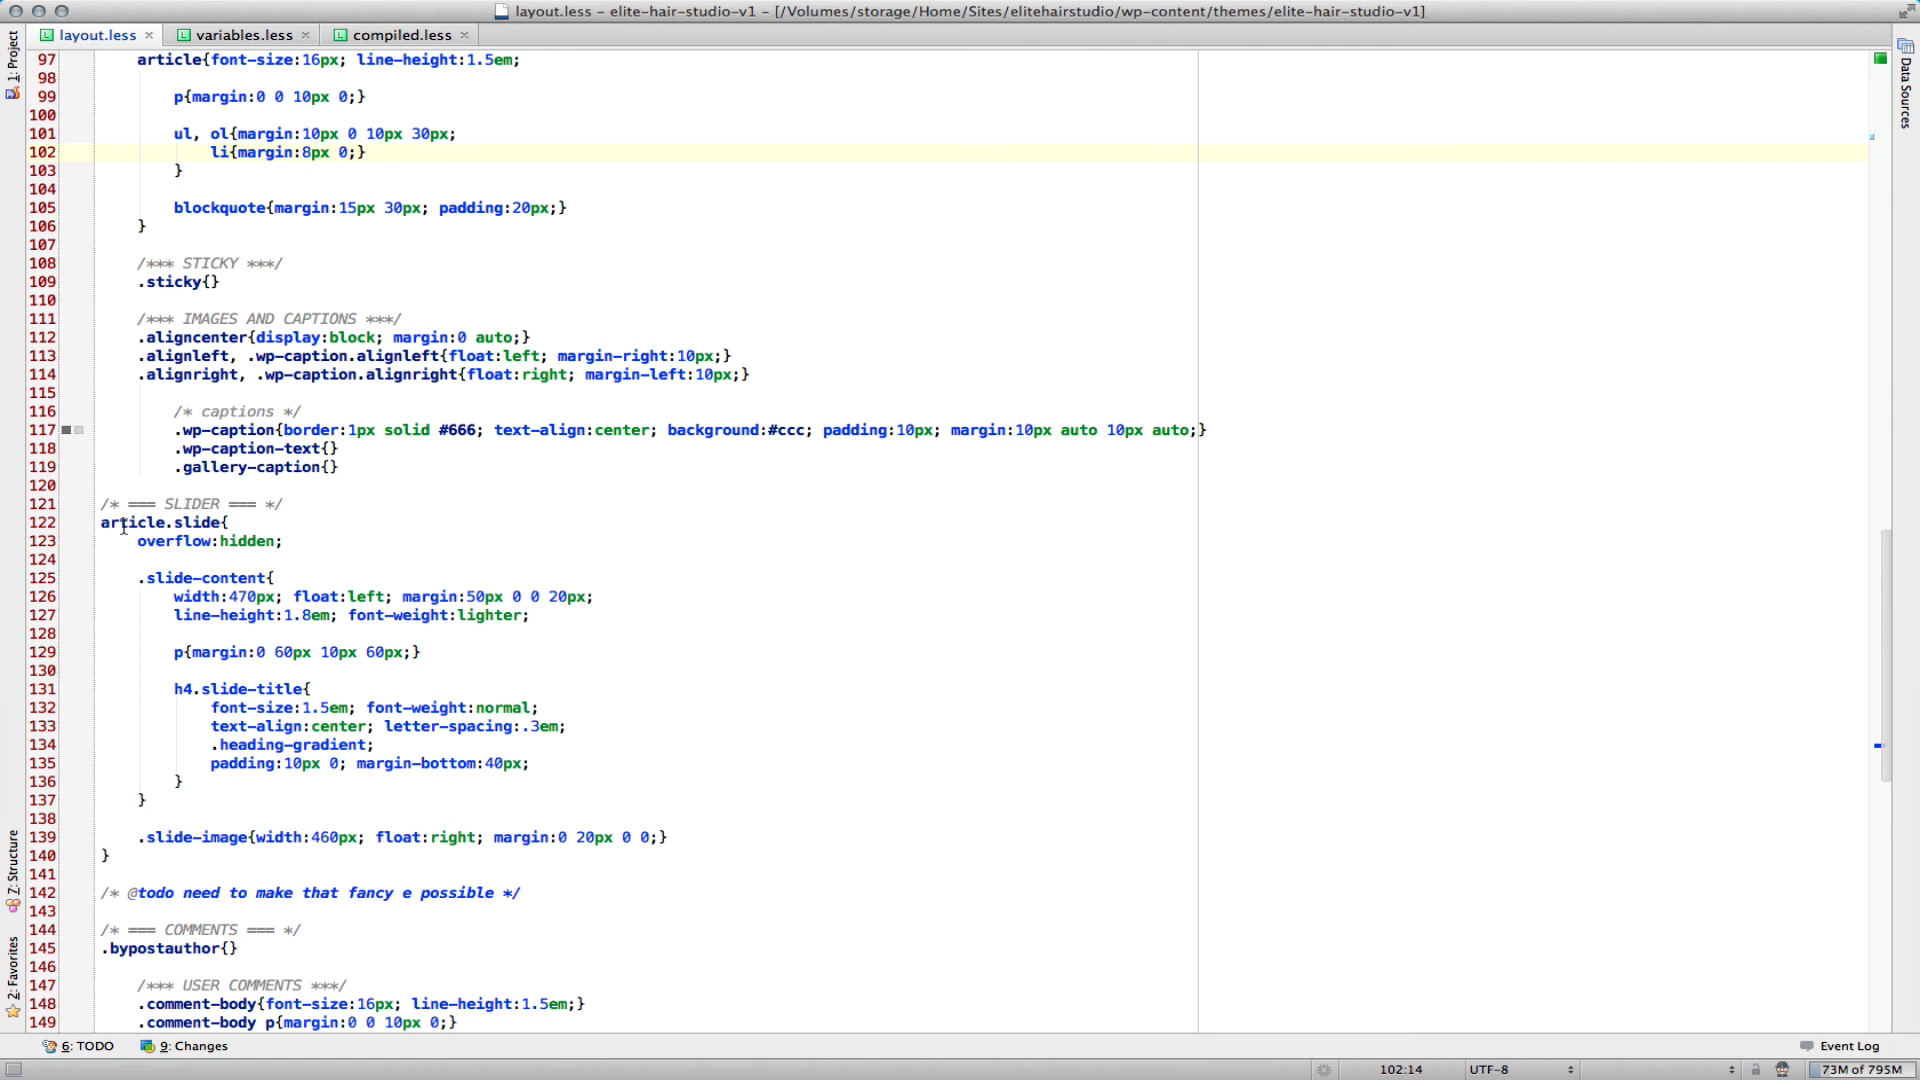 layout.less – elite-hair-studio-v1 – [/Volumes/storage/Home/Sites/elitehairstudio/wp-content/themes/elite-hair-studio-v1]
layout.less variables.less compiled.less
1: Project
Data Sources
97 article{font-size:16px; line-height:1.5em;
98
99 p{margin:0 0 10px 0;}
100
101 ul, ol{margin:10px 0 10px 30px;
102 li{margin:8px 0;}
103 }
104
105 blockquote{margin:15px 30px; padding:20px;}
106 }
107
108 /*** STICKY ***/
109 .sticky{}
110
111 /*** IMAGES AND CAPTIONS ***/
112 .aligncenter{display:block; margin:0 auto;}
113 .alignleft, .wp-caption.alignleft{float:left; margin-right:10px;}
114 .alignright, .wp-caption.alignright{float:right; margin-left:10px;}
115
116 /* captions */
117 .wp-caption{border:1px solid #666; text-align:center; background:#ccc; padding:10px; margin:10px auto 10px auto;}
118 .wp-caption-text{}
119 .gallery-caption{}
120
121 /* === SLIDER === */
122 article.slide{
123 overflow:hidden;
124
125 .slide-content{
126 width:470px; float:left; margin:50px 0 0 20px;
127 line-height:1.8em; font-weight:lighter;
128
129 p{margin:0 60px 10px 60px;}
130
131 h4.slide-title{
132 font-size:1.5em; font-weight:normal;
133 text-align:center; letter-spacing:.3em;
134 .heading-gradient;
135 padding:10px 0; margin-bottom:40px;
136 }
137 }
138
139 .slide-image{width:460px; float:right; margin:0 20px 0 0;}
140 }
141
142 /* @todo need to make that fancy e possible */
143
144 /* === COMMENTS === */
145 .bypostauthor{}
146
147 /*** USER COMMENTS ***/
148 .comment-body{font-size:16px; line-height:1.5em;}
149 .comment-body p{margin:0 0 10px 0;}
Z: Structure
2: Favorites
6: TODO 9: Changes Event Log
102:14 UTF-8 73M of 795M